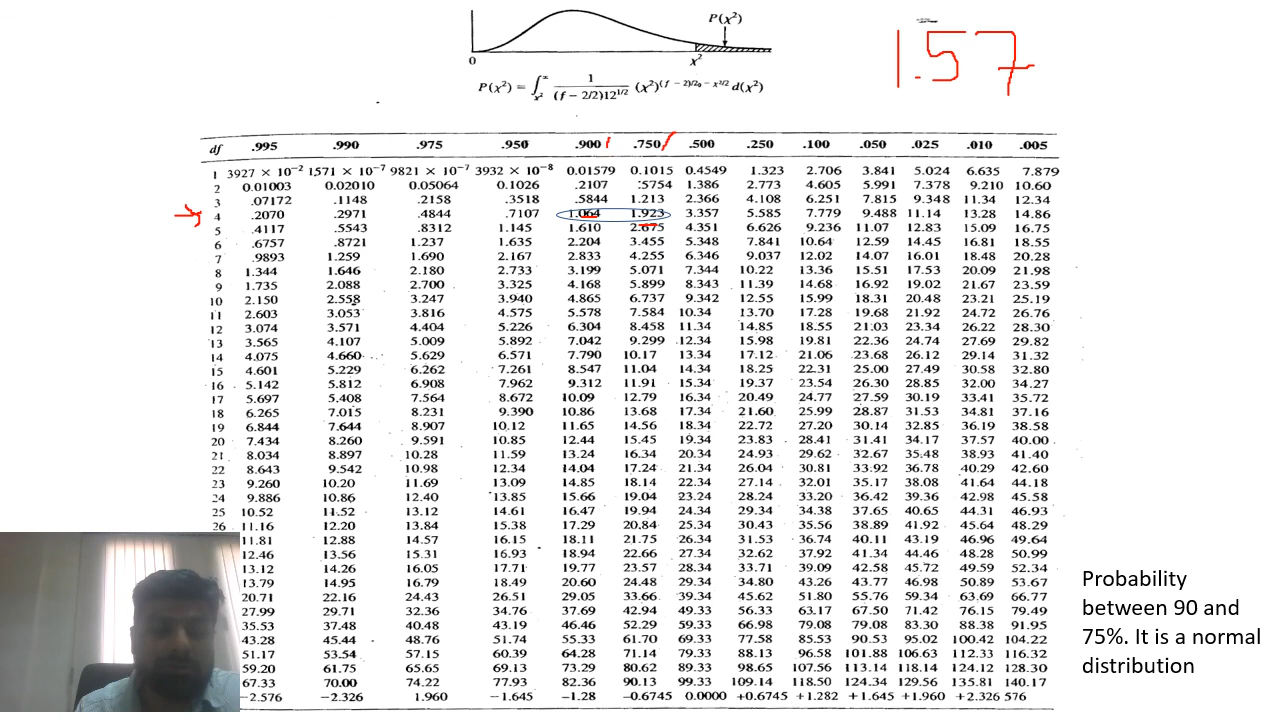 P(x²)
1.57
0 x²
df .995 .990 .975 .950 .900 .750 .500 .250 .100 .050 .025 .010 .005
1 3927 × 10⁻² 1571 × 10⁻⁷ 9821 × 10⁻⁷ 3932 × 10⁻⁸ 0.01579 0.1015 0.4549 1.323 2.706 3.841 5.024 6.635 7.879
2 0.01003 0.02010 0.05064 0.1026 .2107 .5754 1.386 2.773 4.605 5.991 7.378 9.210 10.60
3 .07172 .1148 .2158 .3518 .5844 1.213 2.366 4.108 6.251 7.815 9.348 11.34 12.34
4 .2070 .2971 .4844 .7107 1.064 1.923 3.357 5.585 7.779 9.488 11.14 13.28 14.86
5 .4117 .5543 .8312 1.145 1.610 2.675 4.351 6.626 9.236 11.07 12.83 15.09 16.75
6 .6757 .8721 1.237 1.635 2.204 3.455 5.348 7.841 10.64 12.59 14.45 16.81 18.55
7 .9893 1.259 1.690 2.167 2.833 4.255 6.346 9.037 12.02 14.07 16.01 18.48 20.28
8 1.344 1.646 2.180 2.733 3.199 5.071 7.344 10.22 13.36 15.51 17.53 20.09 21.98
9 1.735 2.088 2.700 3.325 4.168 5.899 8.343 11.39 14.68 16.92 19.02 21.67 23.59
10 2.150 2.558 3.247 3.940 4.865 6.737 9.342 12.55 15.99 18.31 20.48 23.21 25.19
11 2.603 3.053 3.816 4.575 5.578 7.584 10.34 13.70 17.28 19.68 21.92 24.72 26.76
12 3.074 3.571 4.404 5.226 6.304 8.458 11.34 14.85 18.55 21.03 23.34 26.22 28.30
13 3.565 4.107 5.009 5.892 7.042 9.299 12.34 15.98 19.81 22.36 24.74 27.69 29.82
14 4.075 4.660 5.629 6.571 7.790 10.17 13.34 17.12 21.06 23.68 26.12 29.14 31.32
15 4.601 5.229 6.262 7.261 8.547 11.04 14.34 18.25 22.31 25.00 27.49 30.58 32.80
16 5.142 5.812 6.908 7.962 9.312 11.91 15.34 19.37 23.54 26.30 28.85 32.00 34.27
17 5.697 5.408 7.564 8.672 10.09 12.79 16.34 20.49 24.77 27.59 30.19 33.41 35.72
18 6.265 7.015 8.231 9.390 10.86 13.68 17.34 21.60 25.99 28.87 31.53 34.81 37.16
19 6.844 7.644 8.907 10.12 11.65 14.56 18.34 22.72 27.20 30.14 32.85 36.19 38.58
20 7.434 8.260 9.591 10.85 12.44 15.45 19.34 23.83 28.41 31.41 34.17 37.57 40.00
21 8.034 8.897 10.28 11.59 13.24 16.34 20.34 24.93 29.62 32.67 35.48 38.93 41.40
22 8.643 9.542 10.98 12.34 14.04 17.24 21.34 26.04 30.81 33.92 36.78 40.29 42.60
23 9.260 10.20 11.69 13.09 14.85 18.14 22.34 27.14 32.01 35.17 38.08 41.64 44.18
24 9.886 10.86 12.40 13.85 15.66 19.04 23.24 28.24 33.20 36.42 39.36 42.98 45.58
25 10.52 11.52 13.12 14.61 16.47 19.94 24.34 29.34 34.38 37.65 40.65 44.31 46.93
26 11.16 12.20 13.84 15.38 17.29 20.84 25.34 30.43 35.56 38.89 41.92 45.64 48.29
11.81 12.88 14.57 16.15 18.11 21.75 26.34 31.53 36.74 40.11 43.19 46.96 49.64
12.46 13.56 15.31 16.93 18.94 22.66 27.34 32.62 37.92 41.34 44.46 48.28 50.99
13.12 14.26 16.05 17.71 19.77 23.57 28.34 33.71 39.09 42.58 45.72 49.59 52.34
13.79 14.95 16.79 18.49 20.60 24.48 29.34 34.80 43.26 43.77 46.98 50.89 53.67
20.71 22.16 24.43 26.51 29.05 33.66 39.34 45.62 51.80 55.76 59.34 63.69 66.77
27.99 29.71 32.36 34.76 37.69 42.94 49.33 56.33 63.17 67.50 71.42 76.15 79.49
35.53 37.48 40.48 43.19 46.46 52.29 59.33 66.98 79.08 79.08 83.30 88.38 91.95
43.28 45.44 48.76 51.74 55.33 61.70 69.33 77.58 85.53 90.53 95.02 100.42 104.22
51.17 53.54 57.15 60.39 64.28 71.14 79.33 88.13 96.58 101.88 106.63 112.33 116.32
59.20 61.75 65.65 69.13 73.29 80.62 89.33 98.65 107.56 113.14 118.14 124.12 128.30
67.33 70.00 74.22 77.93 82.36 90.13 99.33 109.14 118.50 124.34 129.56 135.81 140.17
−2.576 −2.326 1.960 −1.645 −1.28 −0.6745 0.0000 +0.6745 +1.282 +1.645 +1.960 +2.326 576
Probability
between 90 and
75%. It is a normal
distribution